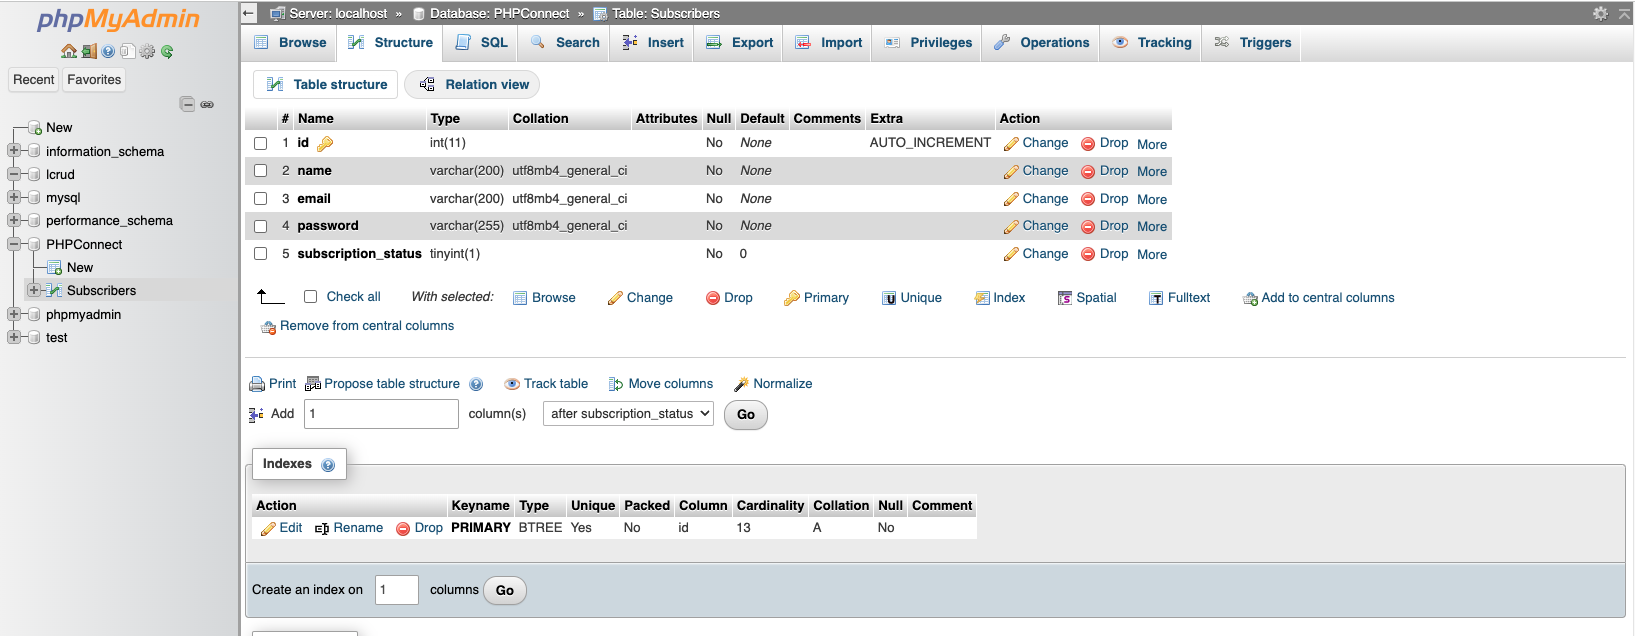 phpMyAdmin
Recent Favorites
New
information_schema
lcrud
mysql
performance_schema
PHPConnect
New
Subscribers
phpmyadmin
test
Server: localhost » Database: PHPConnect » Table: Subscribers
Browse Structure SQL Search Insert Export Import Privileges Operations Tracking Triggers
Table structure Relation view
# Name Type Collation Attributes Null Default Comments Extra Action
1 id int(11) No None AUTO_INCREMENT Change Drop More
2 name varchar(200) utf8mb4_general_ci No None Change Drop More
3 email varchar(200) utf8mb4_general_ci No None Change Drop More
4 password varchar(255) utf8mb4_general_ci No None Change Drop More
5 subscription_status tinyint(1) No 0 Change Drop More
Check all With selected: Browse Change Drop Primary Unique Index Spatial Fulltext Add to central columns
Remove from central columns
Print Propose table structure Track table Move columns Normalize
Add 1 column(s) after subscription_status Go
Indexes
Action Keyname Type Unique Packed Column Cardinality Collation Null Comment
Edit Rename Drop PRIMARY BTREE Yes No id 13 A No
Create an index on 1 columns Go